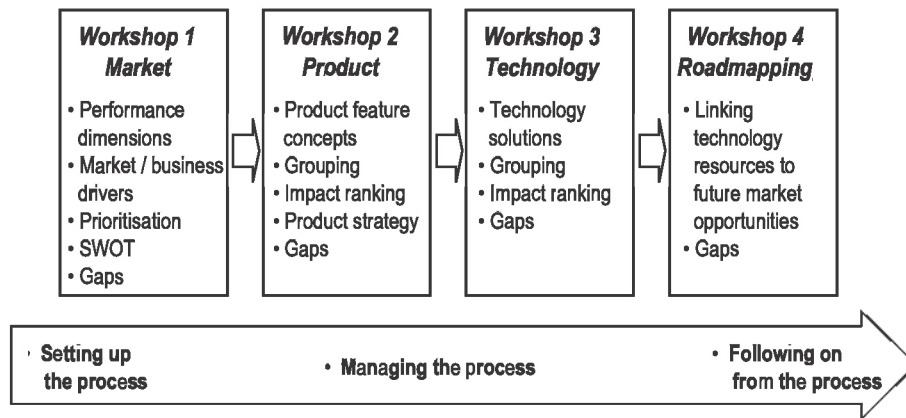 Workshop 1
Market
• Performance
dimensions
• Market / business
drivers
• Prioritisation
• SWOT
• Gaps
Workshop 2
Product
• Product feature
concepts
• Grouping
• Impact ranking
• Product strategy
• Gaps
Workshop 3
Technology
• Technology
solutions
• Grouping
• Impact ranking
• Gaps
Workshop 4
Roadmapping
• Linking
technology
resources to
future market
opportunities
• Gaps
• Setting up
the process
• Managing the process
• Following on
from the process